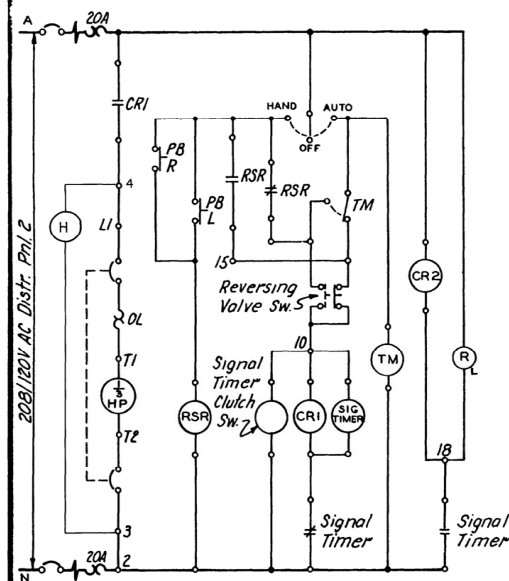 A
20A
CR1
HAND
AUTO
OFF
PB
R
RSR
RSR
PB
L
TM
4
H
L1
15
Reversing
Valve Sw.
CR2
OL
10
T1
Signal
Timer
Clutch
Sw.
1/3
HP
TM
R
L
RSR
CR1
SIG
TIMER
T2
18
Signal
Timer
Signal
Timer
3
20A
2
N
208/120V AC Distr. Pnl. 2